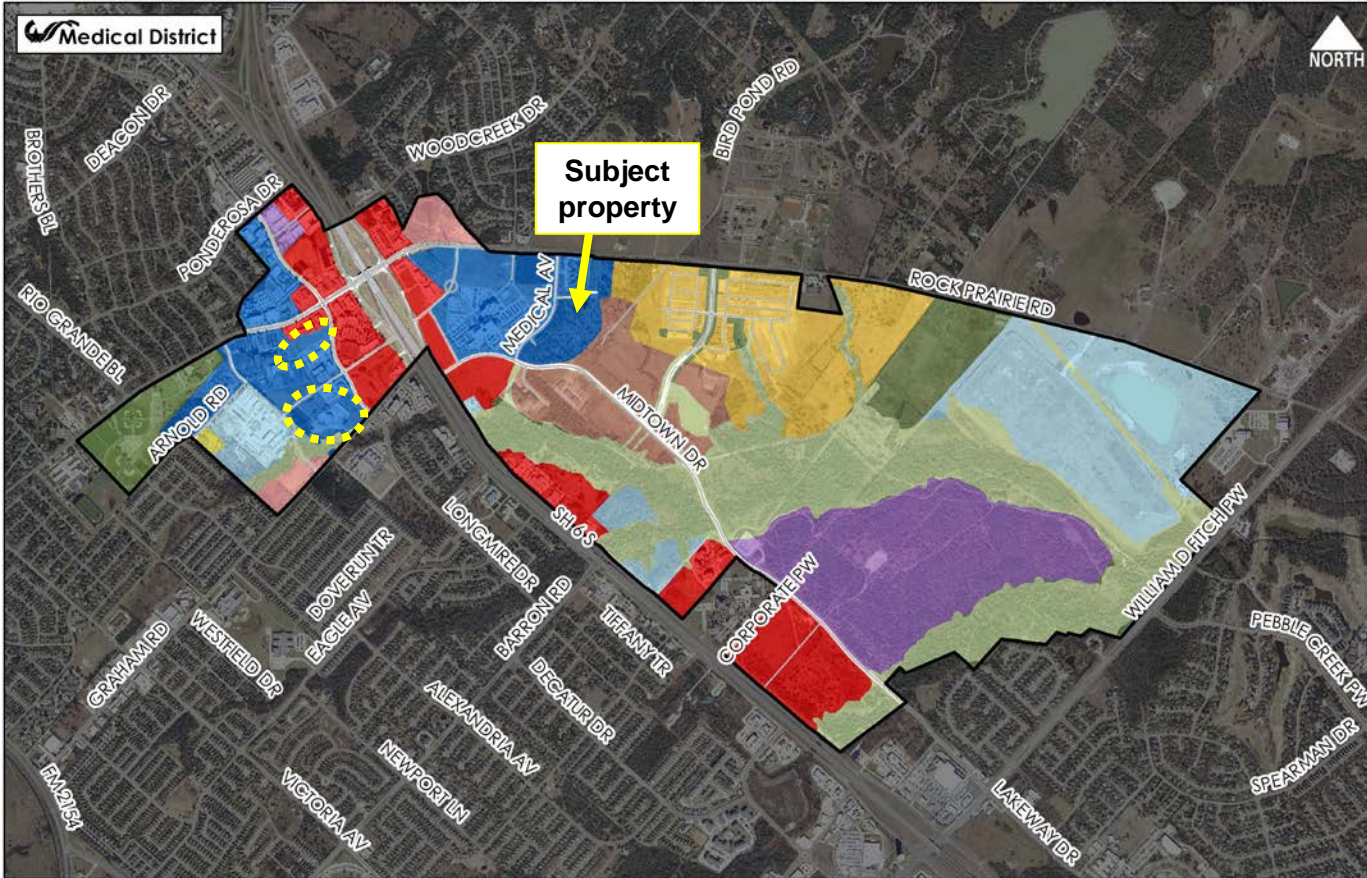 Medical District
NORTH
BROTHERS BL
DEACON DR
WOODCREEK DR
BIRD POND RD
PONDEROSA DR
Subject
property
RIO GRANDE BL
MEDICAL AV
ROCK PRAIRIE RD
ARNOLD RD
MIDTOWN DR
LONGMIRE DR
SH 6 S
DOVE RUN TR
EAGLE AV
BARRON RD
TIFFANY TR
CORPORATE PW
WILLIAM D FITCH PW
GRAHAM RD
WESTFIELD DR
DECATUR DR
PEBBLE CREEK PW
ALEXANDRIA AV
NEWPORT LN
SPEARMAN DR
FM 2154
VICTORIA AV
LAKEWAY DR